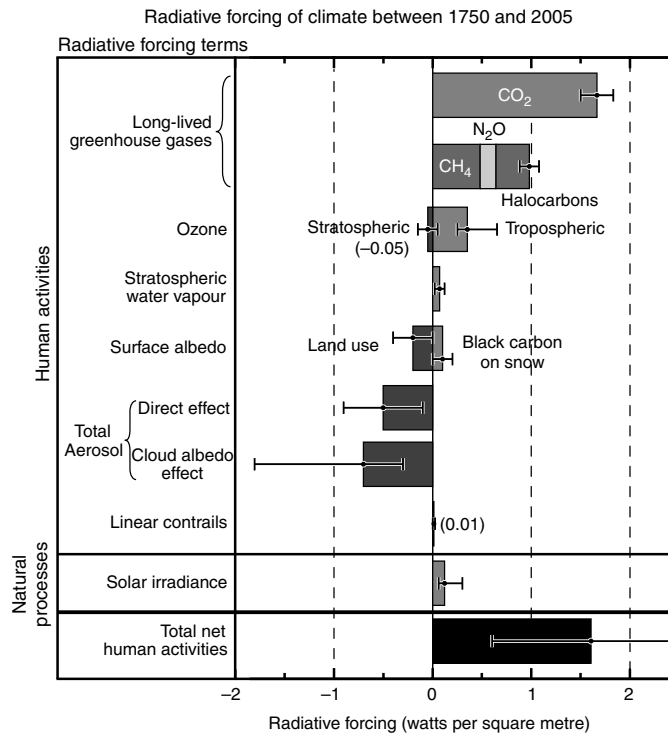 Radiative forcing of climate between 1750 and 2005
Radiative forcing terms
CO₂
Long-lived
greenhouse gases
N₂O
CH₄
Halocarbons
Ozone
Stratospheric
(−0.05)
Tropospheric
Stratospheric
water vapour
Human activities
Surface albedo
Land use
Black carbon
on snow
Total
Aerosol
Direct effect
Cloud albedo
effect
Linear contrails
(0.01)
Natural
processes
Solar irradiance
Total net
human activities
−2 −1 0 1 2
Radiative forcing (watts per square metre)